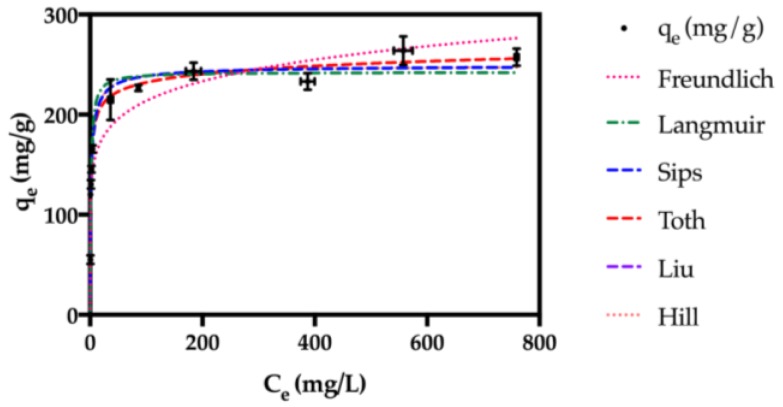 300
200
100
0
qe (mg/g)
0 200 400 600 800
Ce (mg/L)
qe (mg/g)
Freundlich
Langmuir
Sips
Toth
Liu
Hill